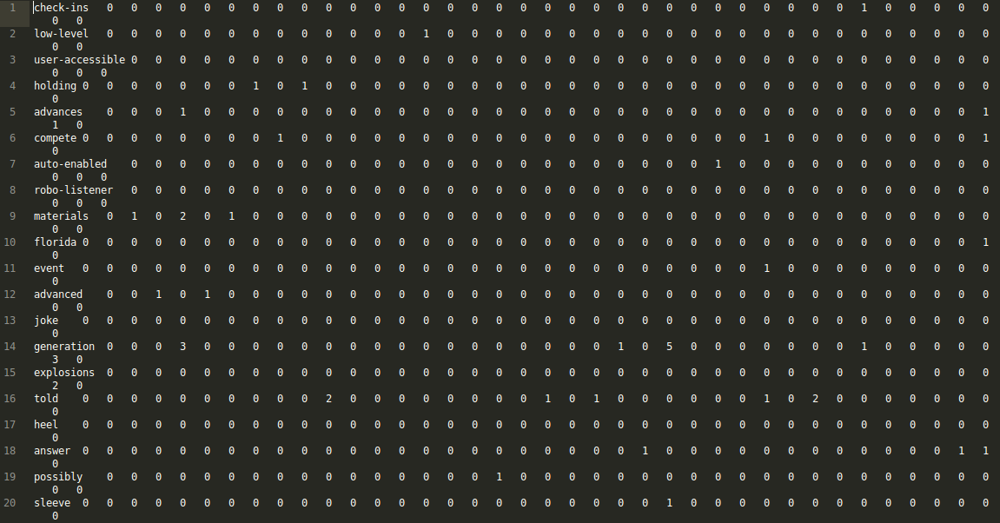 1 check-ins 0 0 0 0 0 0 0 0 0 0 0 0 0 0 0 0 0 0 0 0 0 0 0 0 0 0 0 0 0 0 0 1 0 0 0 0 0
0 0
2 low-level 0 0 0 0 0 0 0 0 0 0 0 0 0 1 0 0 0 0 0 0 0 0 0 0 0 0 0 0 0 0 0 0 0 0 0 0 0
0 0
3 user-accessible 0 0 0 0 0 0 0 0 0 0 0 0 0 0 0 0 0 0 0 0 0 0 0 0 0 0 0 0 0 0 0 0 0 0 0 0
0 0 0
4 holding 0 0 0 0 0 0 0 1 0 1 0 0 0 0 0 0 0 0 0 0 0 0 0 0 0 0 0 0 0 0 0 0 0 0 0 0 0 0
0
5 advances 0 0 0 1 0 0 0 0 0 0 0 0 0 0 0 0 0 0 0 0 0 0 0 0 0 0 0 0 0 0 0 0 0 0 0 0 1
1 0
6 compete 0 0 0 0 0 0 0 0 1 0 0 0 0 0 0 0 0 0 0 0 0 0 0 0 0 0 0 0 1 0 0 0 0 0 0 0 0 1
0
7 auto-enabled 0 0 0 0 0 0 0 0 0 0 0 0 0 0 0 0 0 0 0 0 0 0 0 0 1 0 0 0 0 0 0 0 0 0 0 0
0 0 0
8 robo-listener 0 0 0 0 0 0 0 0 0 0 0 0 0 0 0 0 0 0 0 0 0 0 0 0 0 0 0 0 0 0 0 0 0 0 0 0
0 0 0
9 materials 0 1 0 2 0 1 0 0 0 0 0 0 0 0 0 0 0 0 0 0 0 0 0 0 0 0 0 0 0 0 0 0 0 0 0 0 0
0 0
10 florida 0 0 0 0 0 0 0 0 0 0 0 0 0 0 0 0 0 0 0 0 0 0 0 0 0 0 0 0 0 0 0 0 0 0 0 0 0 1
0
11 event 0 0 0 0 0 0 0 0 0 0 0 0 0 0 0 0 0 0 0 0 0 0 0 0 0 0 0 0 1 0 0 0 0 0 0 0 0 0
0
12 advanced 0 0 1 0 1 0 0 0 0 0 0 0 0 0 0 0 0 0 0 0 0 0 0 0 0 0 0 0 0 0 0 0 0 0 0 0 0
0 0
13 joke 0 0 0 0 0 0 0 0 0 0 0 0 0 0 0 0 0 0 0 0 0 0 0 0 0 0 0 0 0 0 0 0 0 0 0 0 0 0
0
14 generation 0 0 0 3 0 0 0 0 0 0 0 0 0 0 0 0 0 0 0 0 0 1 0 5 0 0 0 0 0 0 0 1 0 0 0 0 0
3 0
15 explosions 0 0 0 0 0 0 0 0 0 0 0 0 0 0 0 0 0 0 0 0 0 0 0 0 0 0 0 0 0 0 0 0 0 0 0 0 0
2 0
16 told 0 0 0 0 0 0 0 0 0 0 2 0 0 0 0 0 0 0 0 1 0 1 0 0 0 0 0 0 1 0 2 0 0 0 0 0 0 0
0
17 heel 0 0 0 0 0 0 0 0 0 0 0 0 0 0 0 0 0 0 0 0 0 0 0 0 0 0 0 0 0 0 0 0 0 0 0 0 0 0
0
18 answer 0 0 0 0 0 0 0 0 0 0 0 0 0 0 0 0 0 0 0 0 0 0 0 1 0 0 0 0 0 0 0 0 0 0 0 0 1 1
0
19 possibly 0 0 0 0 0 0 0 0 0 0 0 0 0 0 0 0 1 0 0 0 0 0 0 0 0 0 0 0 0 0 0 0 0 0 0 0 0
0 0
20 sleeve 0 0 0 0 0 0 0 0 0 0 0 0 0 0 0 0 0 0 0 0 0 0 0 0 1 0 0 0 0 0 0 0 0 0 0 0 0 0
0